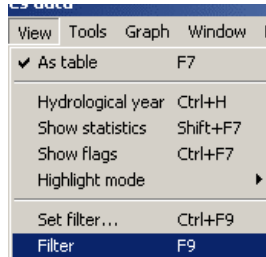 View Tools Graph Window
As table F7
Hydrological year Ctrl+H
Show statistics Shift+F7
Show flags Ctrl+F7
Highlight mode
Set filter... Ctrl+F9
Filter F9